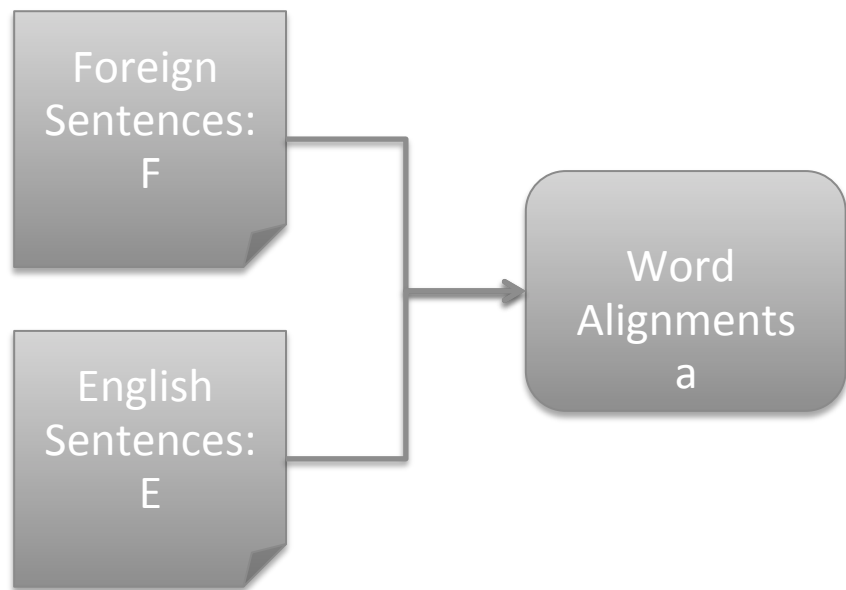 Foreign
Sentences:
F
English
Sentences:
E
Word
Alignments
a